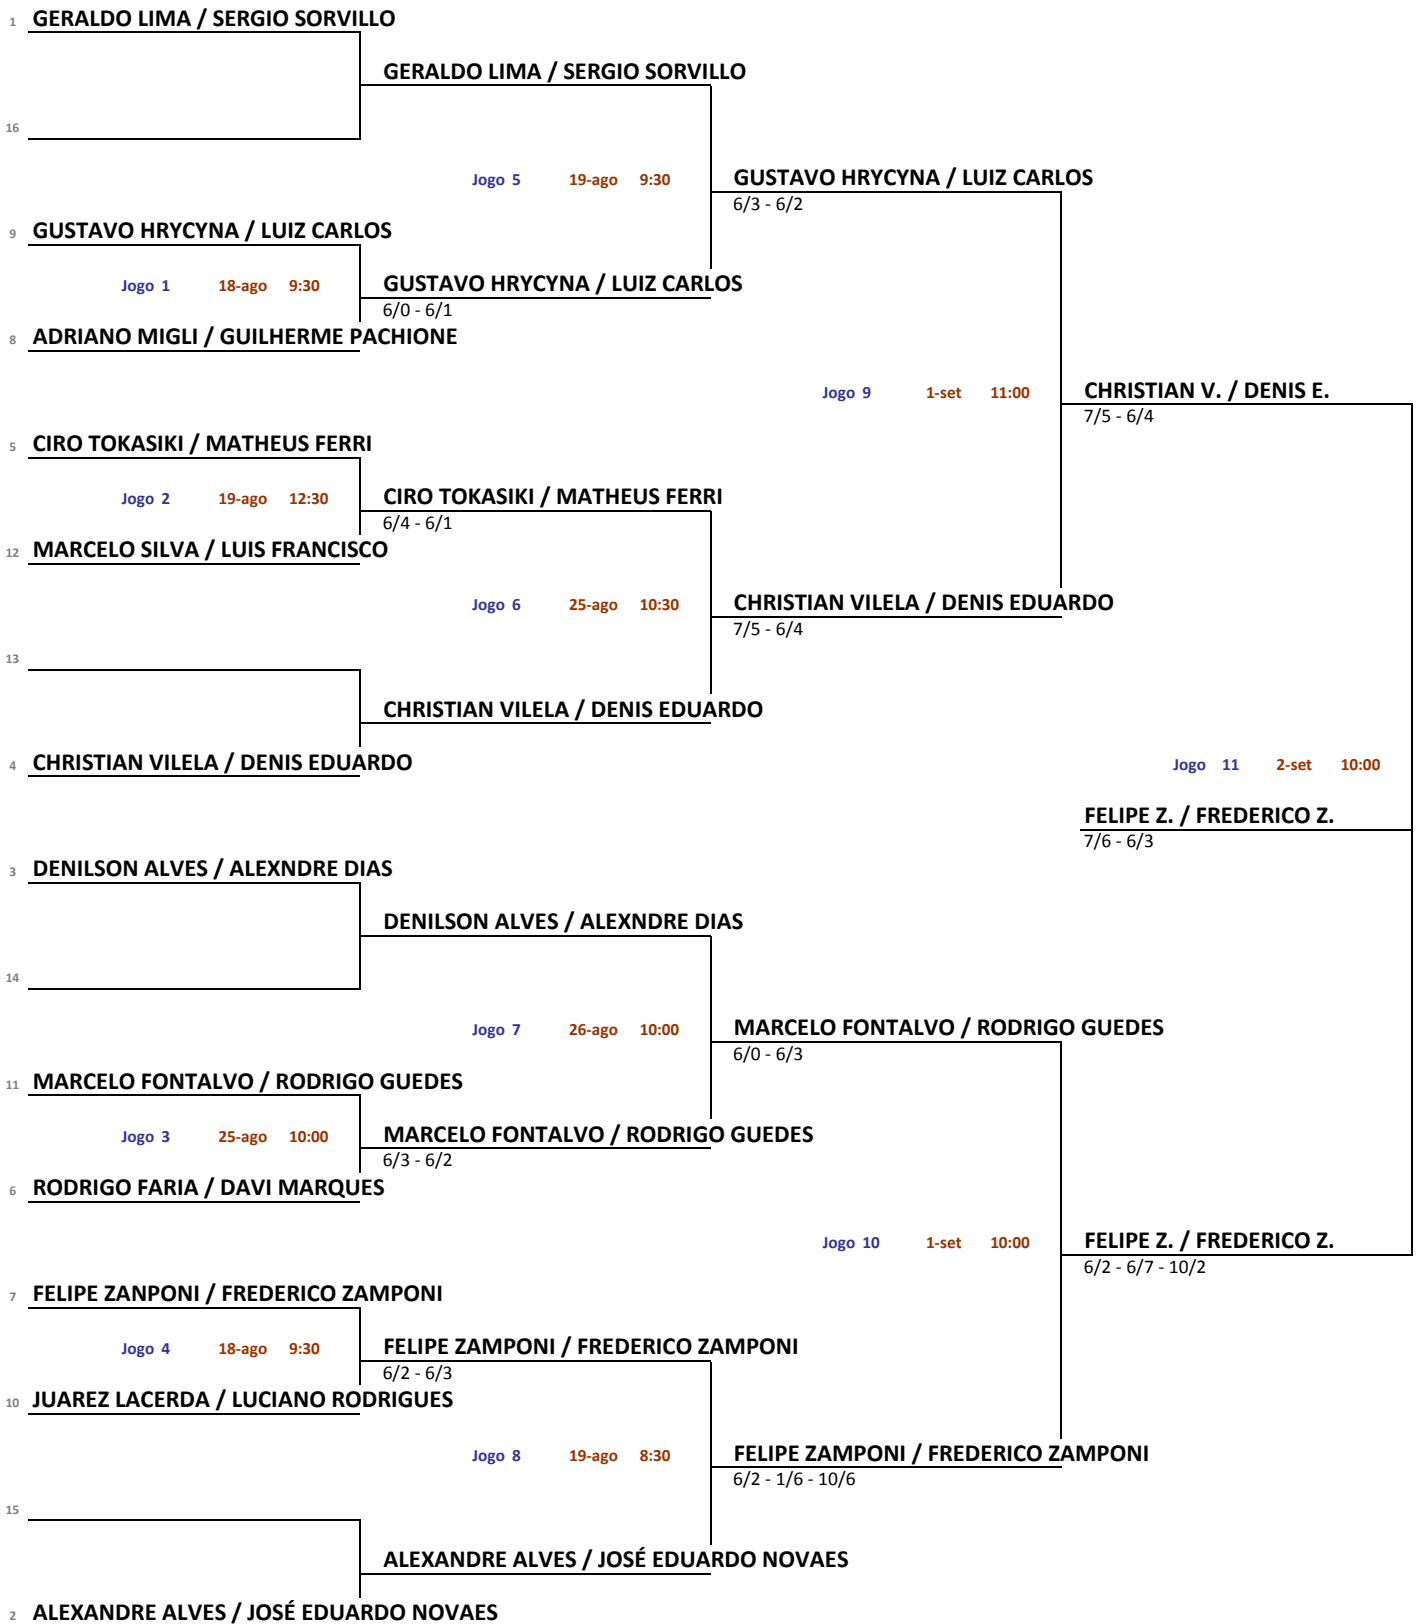 1 GERALDO LIMA / SERGIO SORVILLO
GERALDO LIMA / SERGIO SORVILLO
16
Jogo 5 19-ago 9:30 GUSTAVO HRYCYNA / LUIZ CARLOS
6/3 - 6/2
9 GUSTAVO HRYCYNA / LUIZ CARLOS
Jogo 1 18-ago 9:30 GUSTAVO HRYCYNA / LUIZ CARLOS
6/0 - 6/1
8 ADRIANO MIGLI / GUILHERME PACHIONE
Jogo 9 1-set 11:00 CHRISTIAN V. / DENIS E.
7/5 - 6/4
5 CIRO TOKASIKI / MATHEUS FERRI
Jogo 2 19-ago 12:30 CIRO TOKASIKI / MATHEUS FERRI
6/4 - 6/1
12 MARCELO SILVA / LUIS FRANCISCO
Jogo 6 25-ago 10:30 CHRISTIAN VILELA / DENIS EDUARDO
7/5 - 6/4
13
CHRISTIAN VILELA / DENIS EDUARDO
4 CHRISTIAN VILELA / DENIS EDUARDO
Jogo 11 2-set 10:00
FELIPE Z. / FREDERICO Z.
7/6 - 6/3
3 DENILSON ALVES / ALEXNDRE DIAS
DENILSON ALVES / ALEXNDRE DIAS
14
Jogo 7 26-ago 10:00 MARCELO FONTALVO / RODRIGO GUEDES
6/0 - 6/3
11 MARCELO FONTALVO / RODRIGO GUEDES
Jogo 3 25-ago 10:00 MARCELO FONTALVO / RODRIGO GUEDES
6/3 - 6/2
6 RODRIGO FARIA / DAVI MARQUES
Jogo 10 1-set 10:00 FELIPE Z. / FREDERICO Z.
6/2 - 6/7 - 10/2
7 FELIPE ZANPONI / FREDERICO ZAMPONI
Jogo 4 18-ago 9:30 FELIPE ZAMPONI / FREDERICO ZAMPONI
6/2 - 6/3
10 JUAREZ LACERDA / LUCIANO RODRIGUES
Jogo 8 19-ago 8:30 FELIPE ZAMPONI / FREDERICO ZAMPONI
6/2 - 1/6 - 10/6
15
ALEXANDRE ALVES / JOSÉ EDUARDO NOVAES
2 ALEXANDRE ALVES / JOSÉ EDUARDO NOVAES